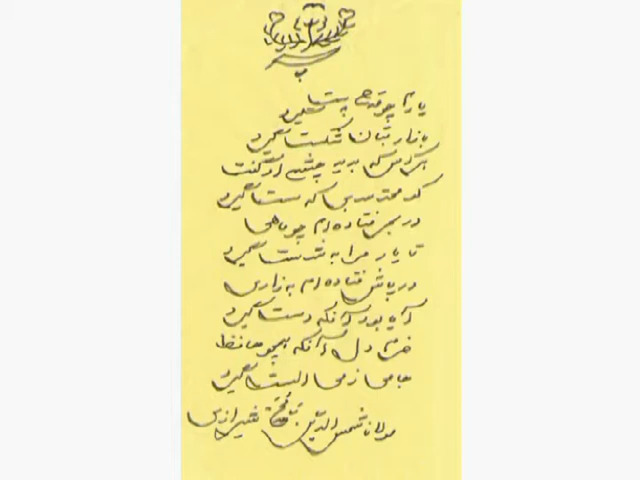 یارم چو قدح بدست گیرد
بازار بتان شکست گیرد
هر کس که بدید چشم او گفت
کو محتسبی که مست گیرد
در بحر فتاده ام چو ماهی
تا یار مرا به شست گیرد
در پاش فتاده ام به زاری
آیا بود آنکه دست گیرد
خرم دل آنکه همچو حافظ
جامی ز می الست گیرد
مولانا شمس الدین شیرازی